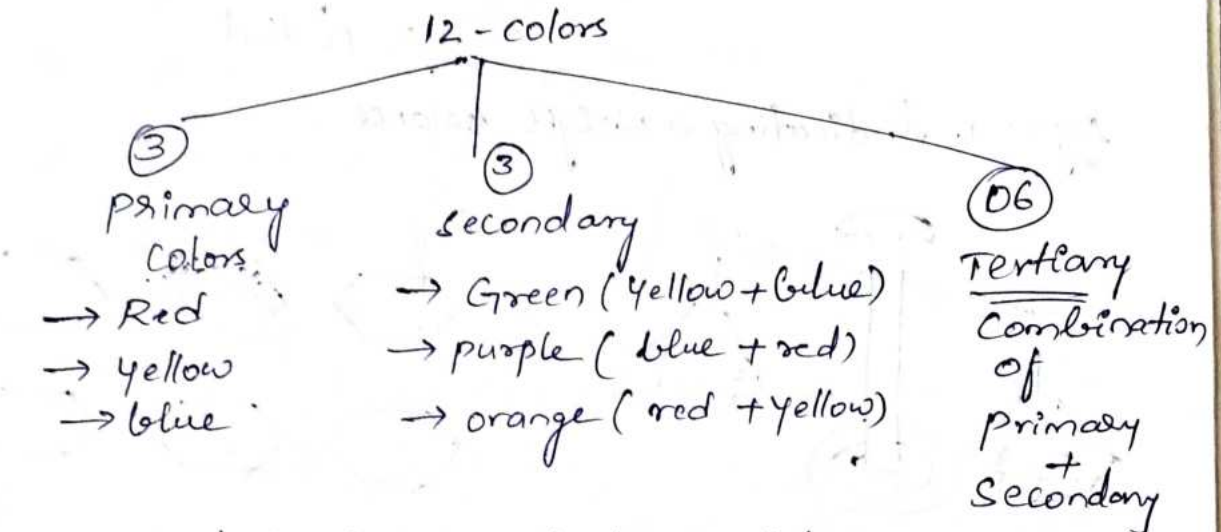 12 - colors
3
primary
colors
→ Red
→ yellow
→ blue
3
secondary
→ Green (yellow + blue)
→ purple ( blue + red)
→ orange ( red + yellow)
06
Tertiary
Combination
of
primary
+
Secondary